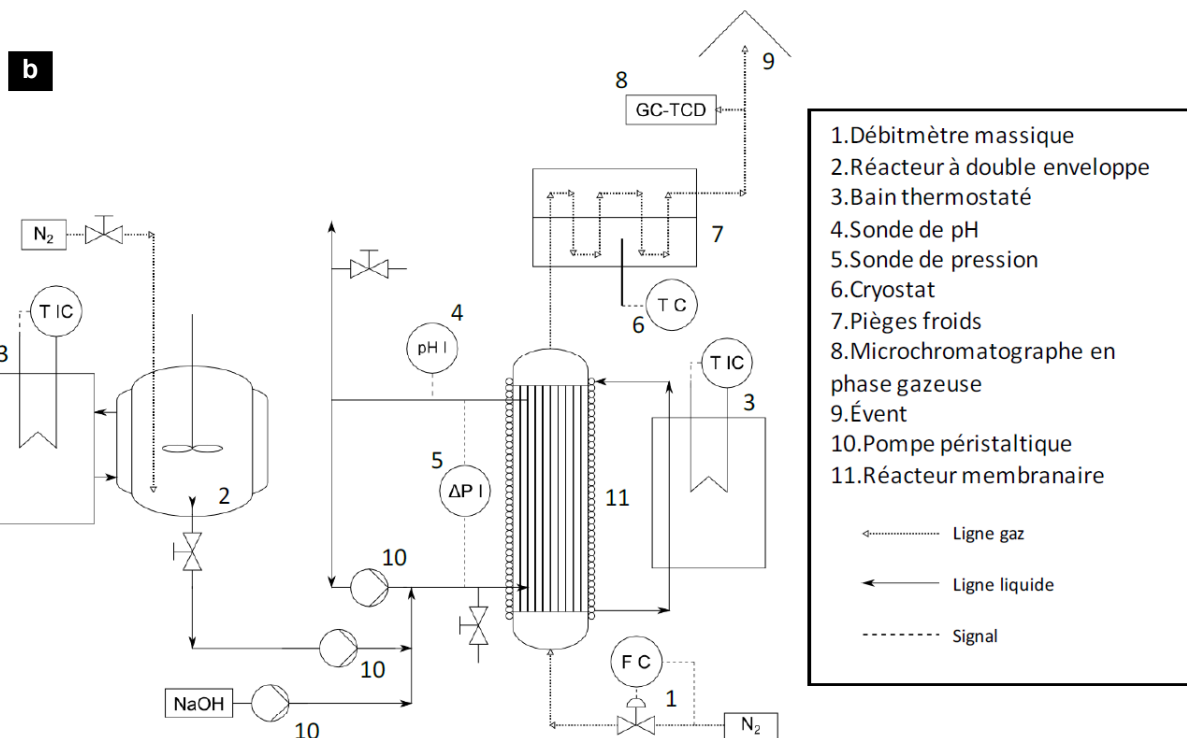 b
8
9
GC-TCD
7
N2
T IC
3
4
pH I
6
T C
T IC
3
5
ΔP I
2
11
10
10
NaOH
10
F C
1
N2
1.Débitmètre massique
2.Réacteur à double enveloppe
3.Bain thermostaté
4.Sonde de pH
5.Sonde de pression
6.Cryostat
7.Pièges froids
8.Microchromatographe en
phase gazeuse
9.Évent
10.Pompe péristaltique
11.Réacteur membranaire
Ligne gaz
Ligne liquide
Signal